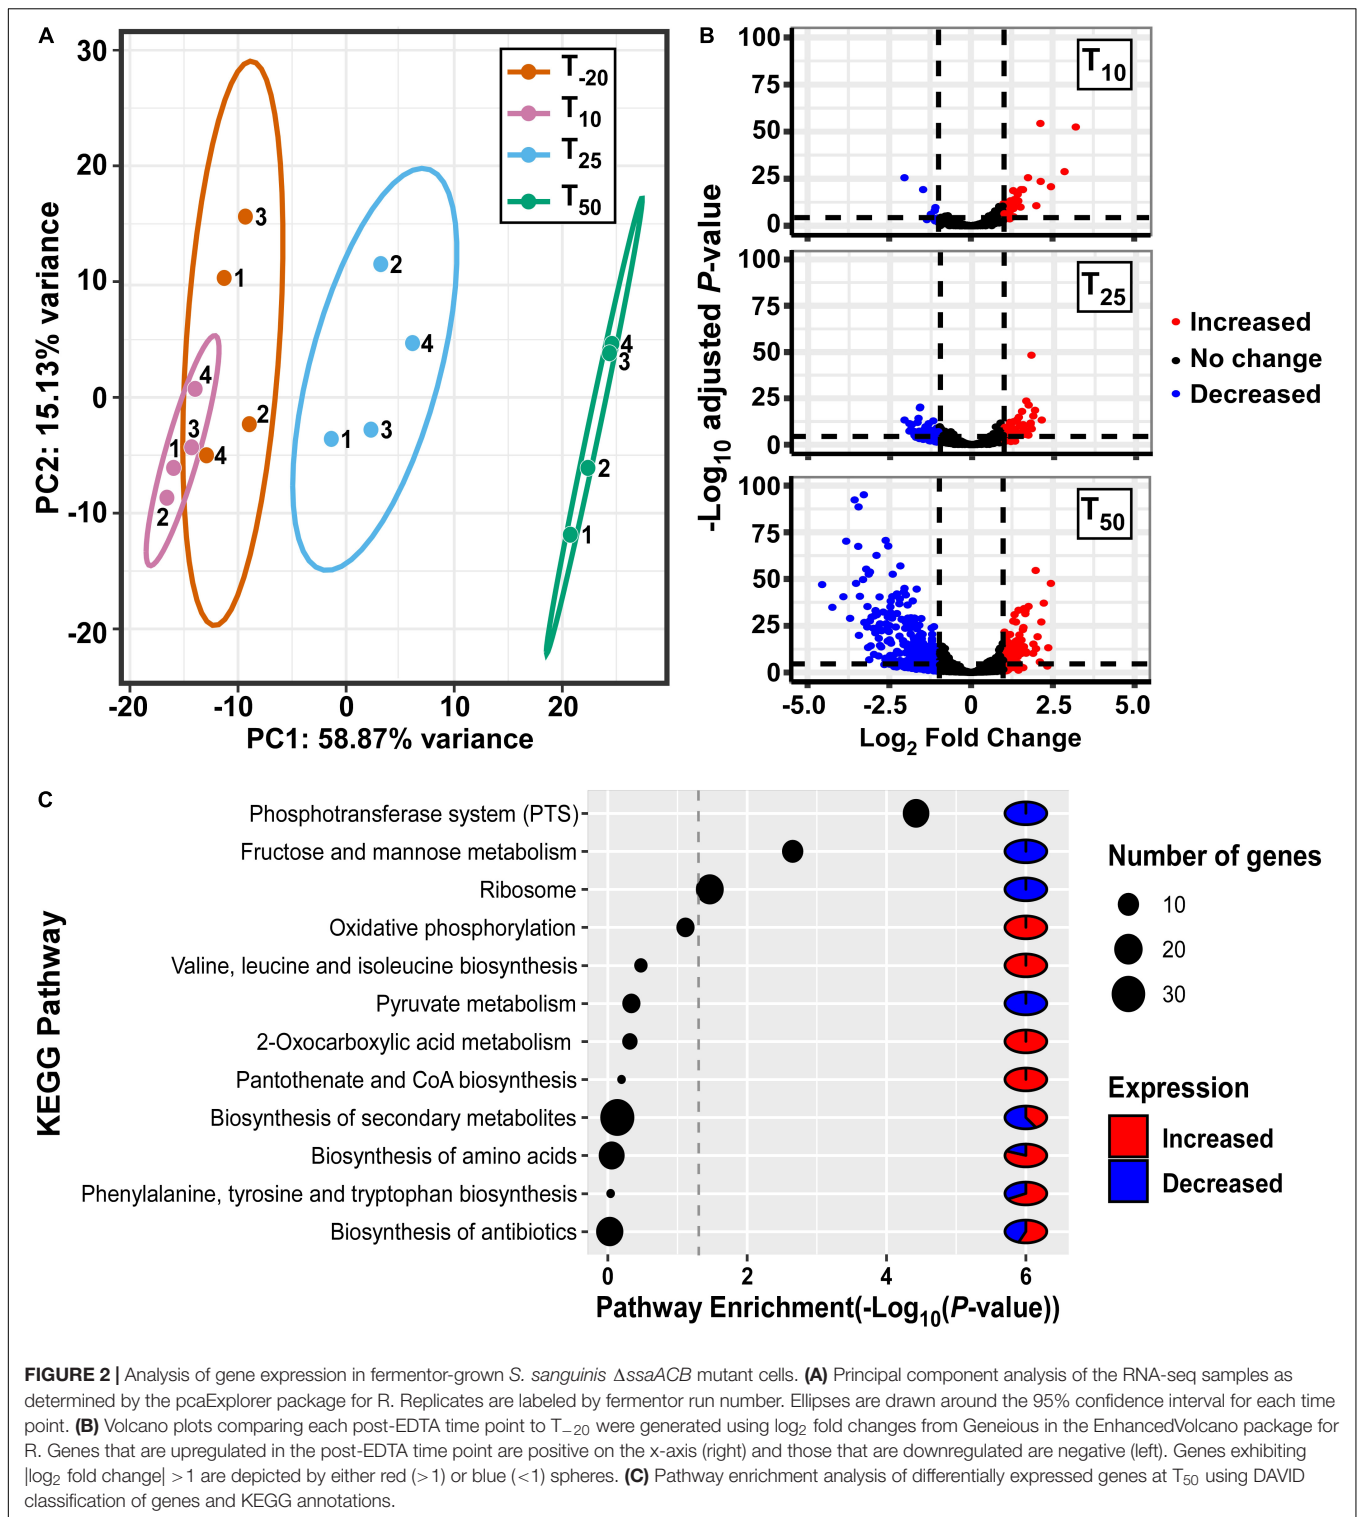 A
30
20
10
0
-10
-20
PC2: 15.13% variance
-20 -10 0 10 20
PC1: 58.87% variance
T-20
T10
T25
T50
3
1
2
4
4
3
1
2
2
4
1
3
4
3
2
1
B
100
75
50
25
0
T10
100
75
50
25
0
T25
100
75
50
25
0
T50
-Log10 adjusted P-value
-5.0 -2.5 0 2.5 5.0
Log2 Fold Change
Increased
No change
Decreased
C
KEGG Pathway
Phosphotransferase system (PTS)
Fructose and mannose metabolism
Ribosome
Oxidative phosphorylation
Valine, leucine and isoleucine biosynthesis
Pyruvate metabolism
2-Oxocarboxylic acid metabolism
Pantothenate and CoA biosynthesis
Biosynthesis of secondary metabolites
Biosynthesis of amino acids
Phenylalanine, tyrosine and tryptophan biosynthesis
Biosynthesis of antibiotics
0 2 4 6
Pathway Enrichment(-Log10(P-value))
Number of genes
10
20
30
Expression
Increased
Decreased
FIGURE 2 | Analysis of gene expression in fermentor-grown S. sanguinis ΔssaACB mutant cells. (A) Principal component analysis of the RNA-seq samples as
determined by the pcaExplorer package for R. Replicates are labeled by fermentor run number. Ellipses are drawn around the 95% confidence interval for each time
point. (B) Volcano plots comparing each post-EDTA time point to T−20 were generated using log2 fold changes from Geneious in the EnhancedVolcano package for
R. Genes that are upregulated in the post-EDTA time point are positive on the x-axis (right) and those that are downregulated are negative (left). Genes exhibiting
|log2 fold change| >1 are depicted by either red (>1) or blue (<1) spheres. (C) Pathway enrichment analysis of differentially expressed genes at T50 using DAVID
classification of genes and KEGG annotations.